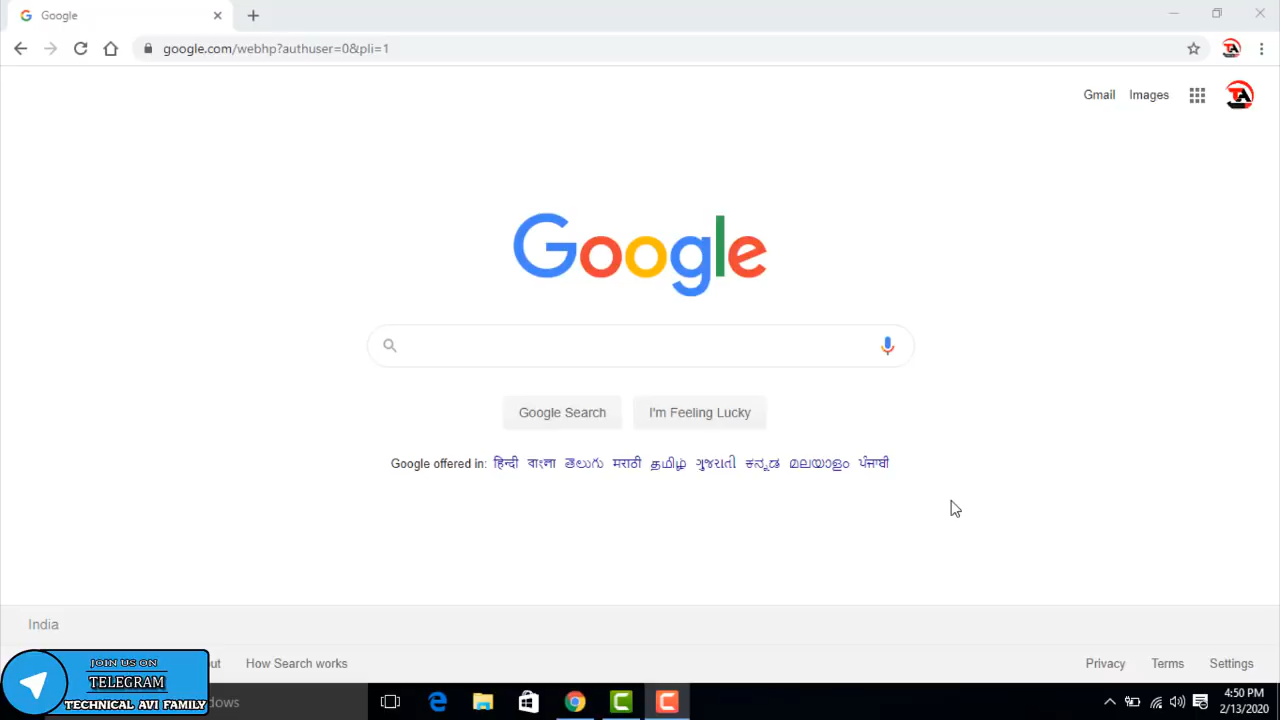 Google
google.com/webhp?authuser=0&pli=1
Gmail Images
TA
Google
Google Search I'm Feeling Lucky
Google offered in: हिन्दी বাংলা తెలుగు मराठी தமிழ் ગુજરાતી ಕನ್ನಡ മലയാളം ਪੰਜਾਬੀ
India
How Search works Privacy Terms Settings
JOIN US ON
TELEGRAM
TECHNICAL AVI FAMILY
4:50 PM
2/13/2020